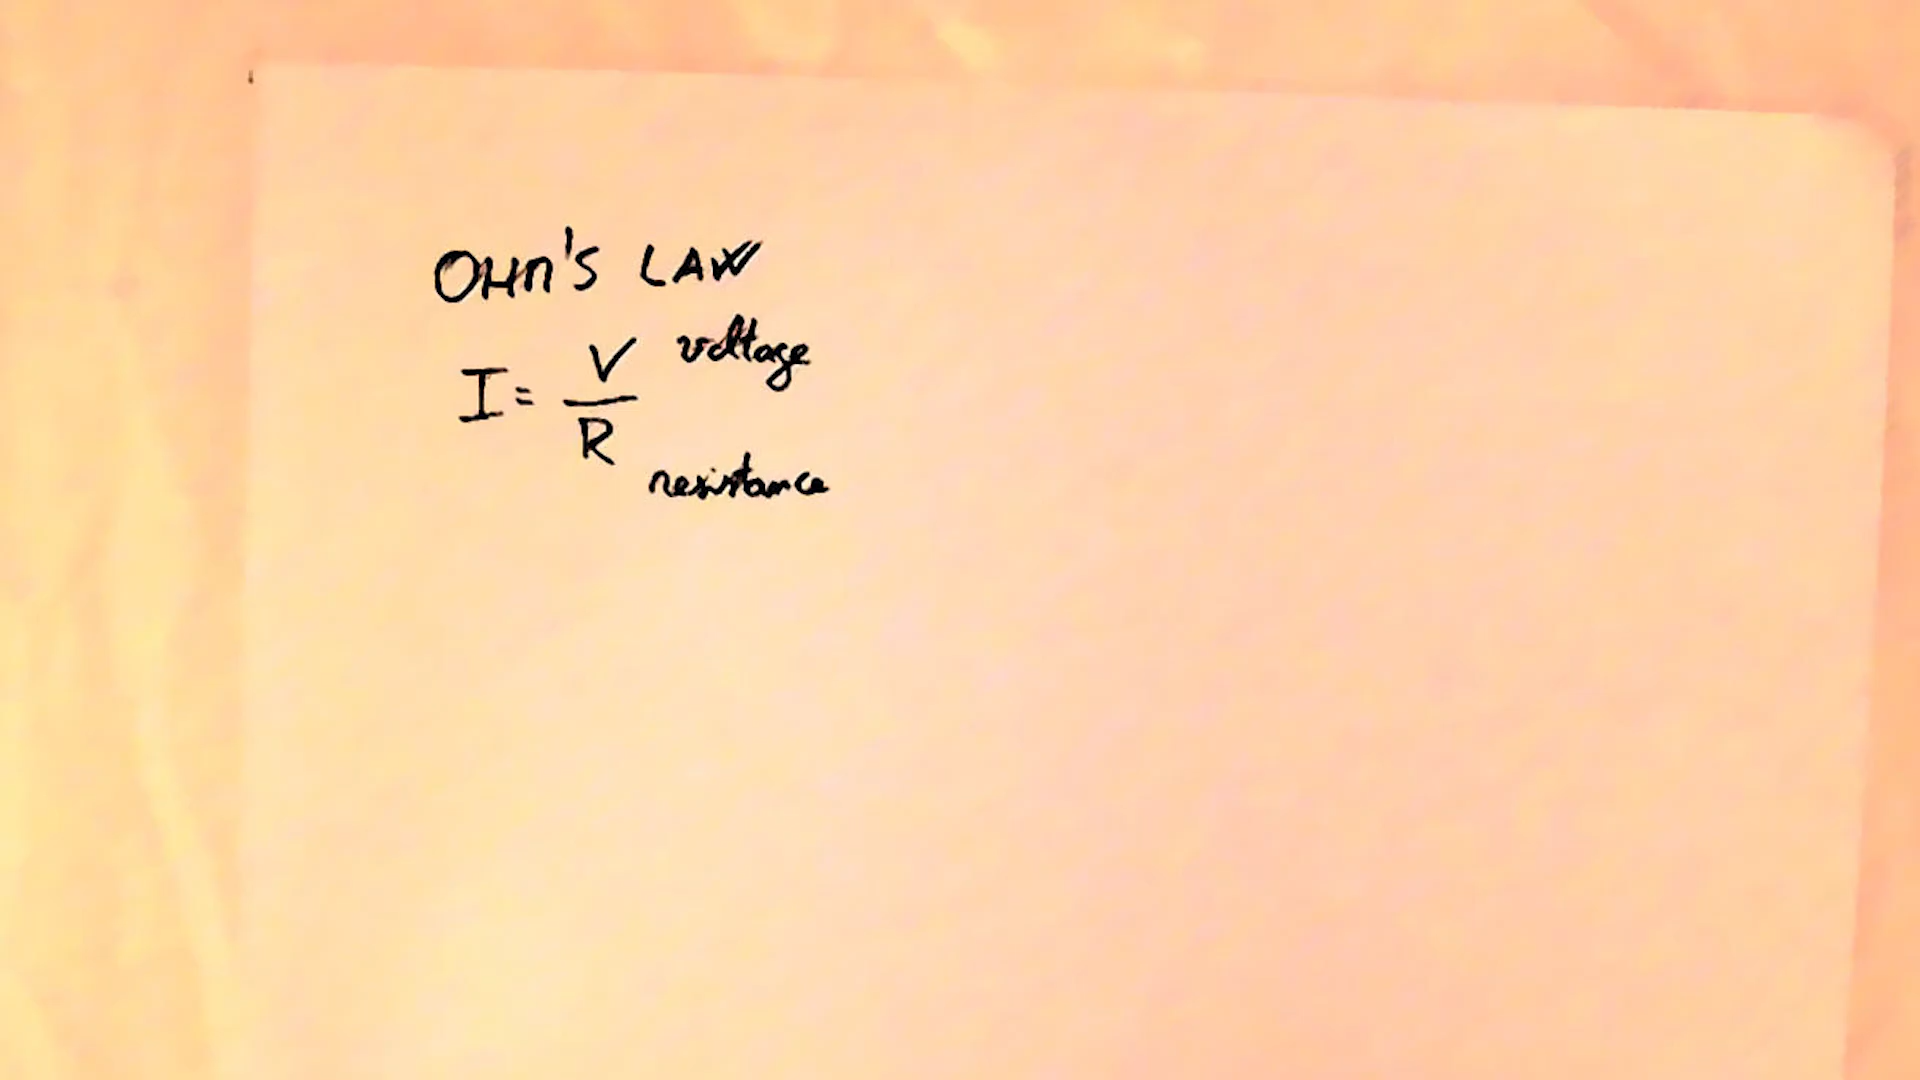 OHM'S LAW
I = V/R
voltage
resistance